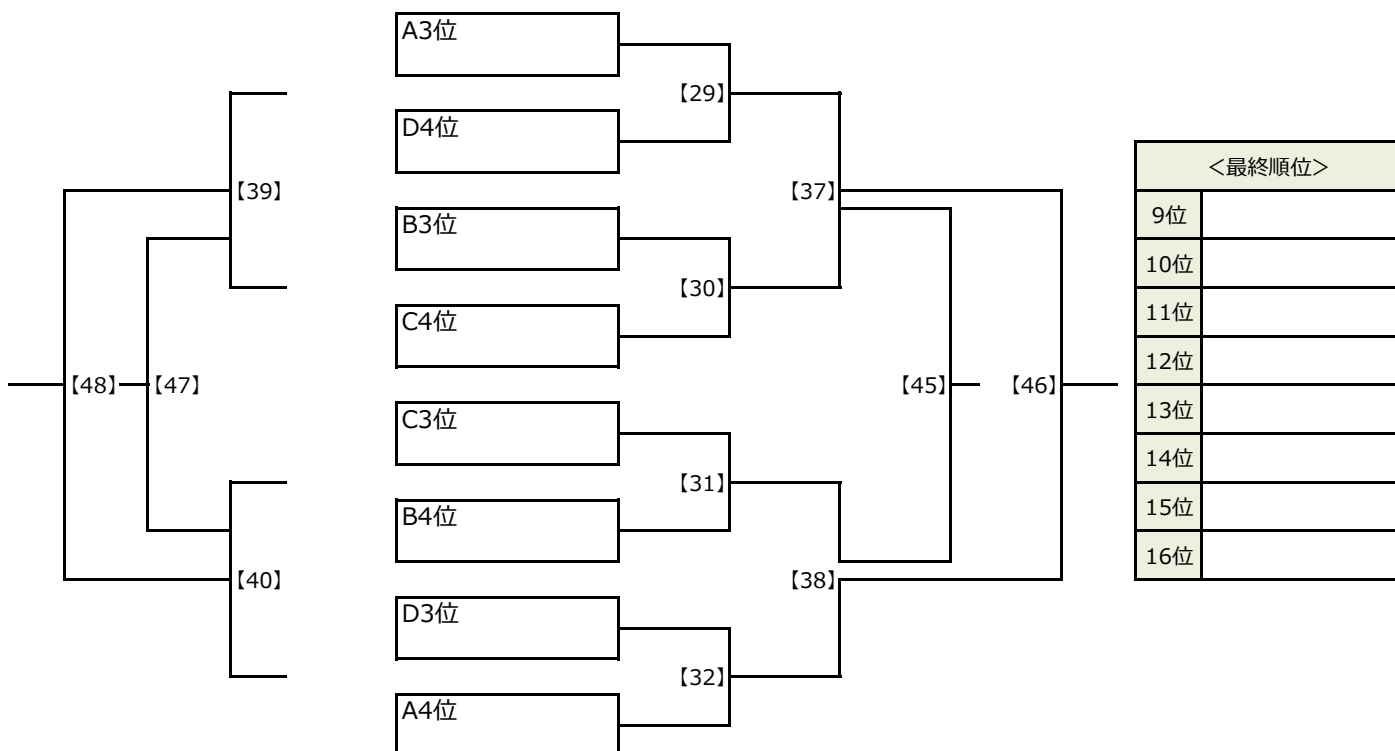 A3位
【29】
D4位
【39】
【37】
B3位
【30】
C4位
【48】
【47】
【45】
【46】
C3位
【31】
B4位
【40】
【38】
D3位
【32】
A4位
＜最終順位＞
9位
10位
11位
12位
13位
14位
15位
16位